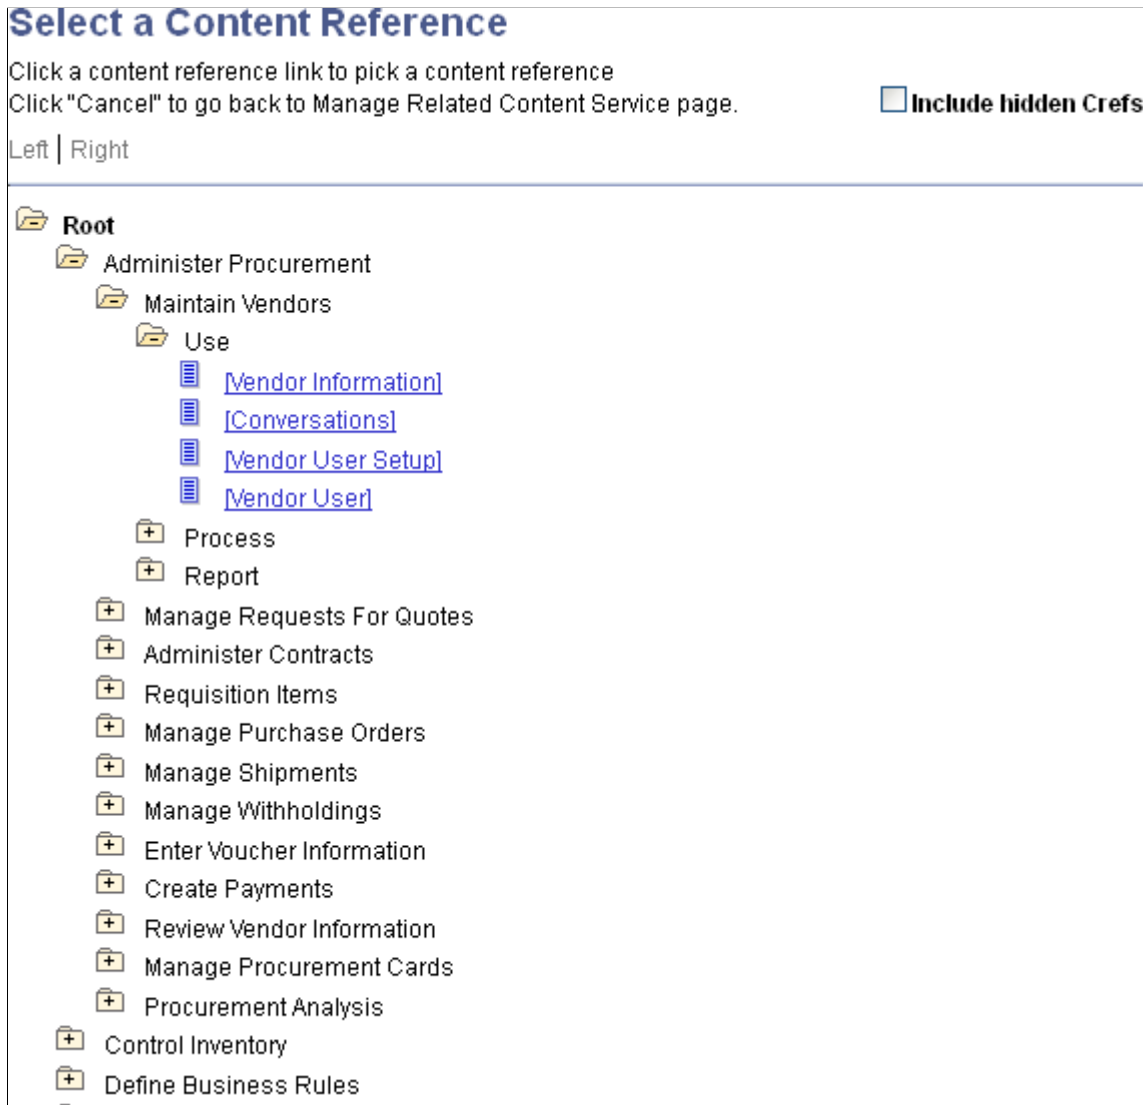 Select a Content Reference
Click a content reference link to pick a content reference
Click "Cancel" to go back to Manage Related Content Service page.
Include hidden Crefs
Left | Right
Root
Administer Procurement
Maintain Vendors
Use
[Vendor Information]
[Conversations]
[Vendor User Setup]
[Vendor User]
Process
Report
Manage Requests For Quotes
Administer Contracts
Requisition Items
Manage Purchase Orders
Manage Shipments
Manage Withholdings
Enter Voucher Information
Create Payments
Review Vendor Information
Manage Procurement Cards
Procurement Analysis
Control Inventory
Define Business Rules